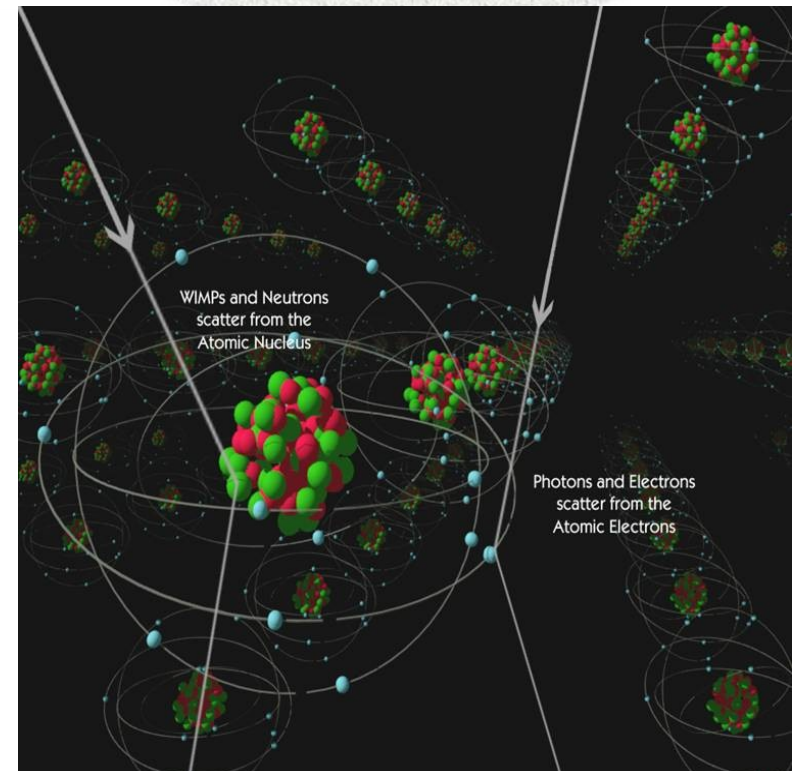 WIMPs and Neutrons
scatter from the
Atomic Nucleus
Photons and Electrons
scatter from the
Atomic Electrons